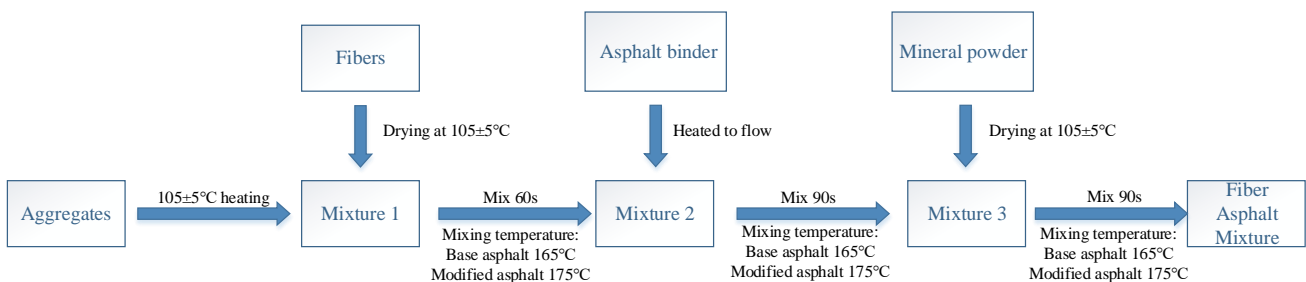 Fibers
Asphalt binder
Mineral powder
Drying at 105±5°C
Heated to flow
Drying at 105±5°C
Aggregates
105±5°C heating
Mixture 1
Mix 60s
Mixing temperature:
Base asphalt 165°C
Modified asphalt 175°C
Mixture 2
Mix 90s
Mixing temperature:
Base asphalt 165°C
Modified asphalt 175°C
Mixture 3
Mix 90s
Mixing temperature:
Base asphalt 165°C
Modified asphalt 175°C
Fiber
Asphalt
Mixture